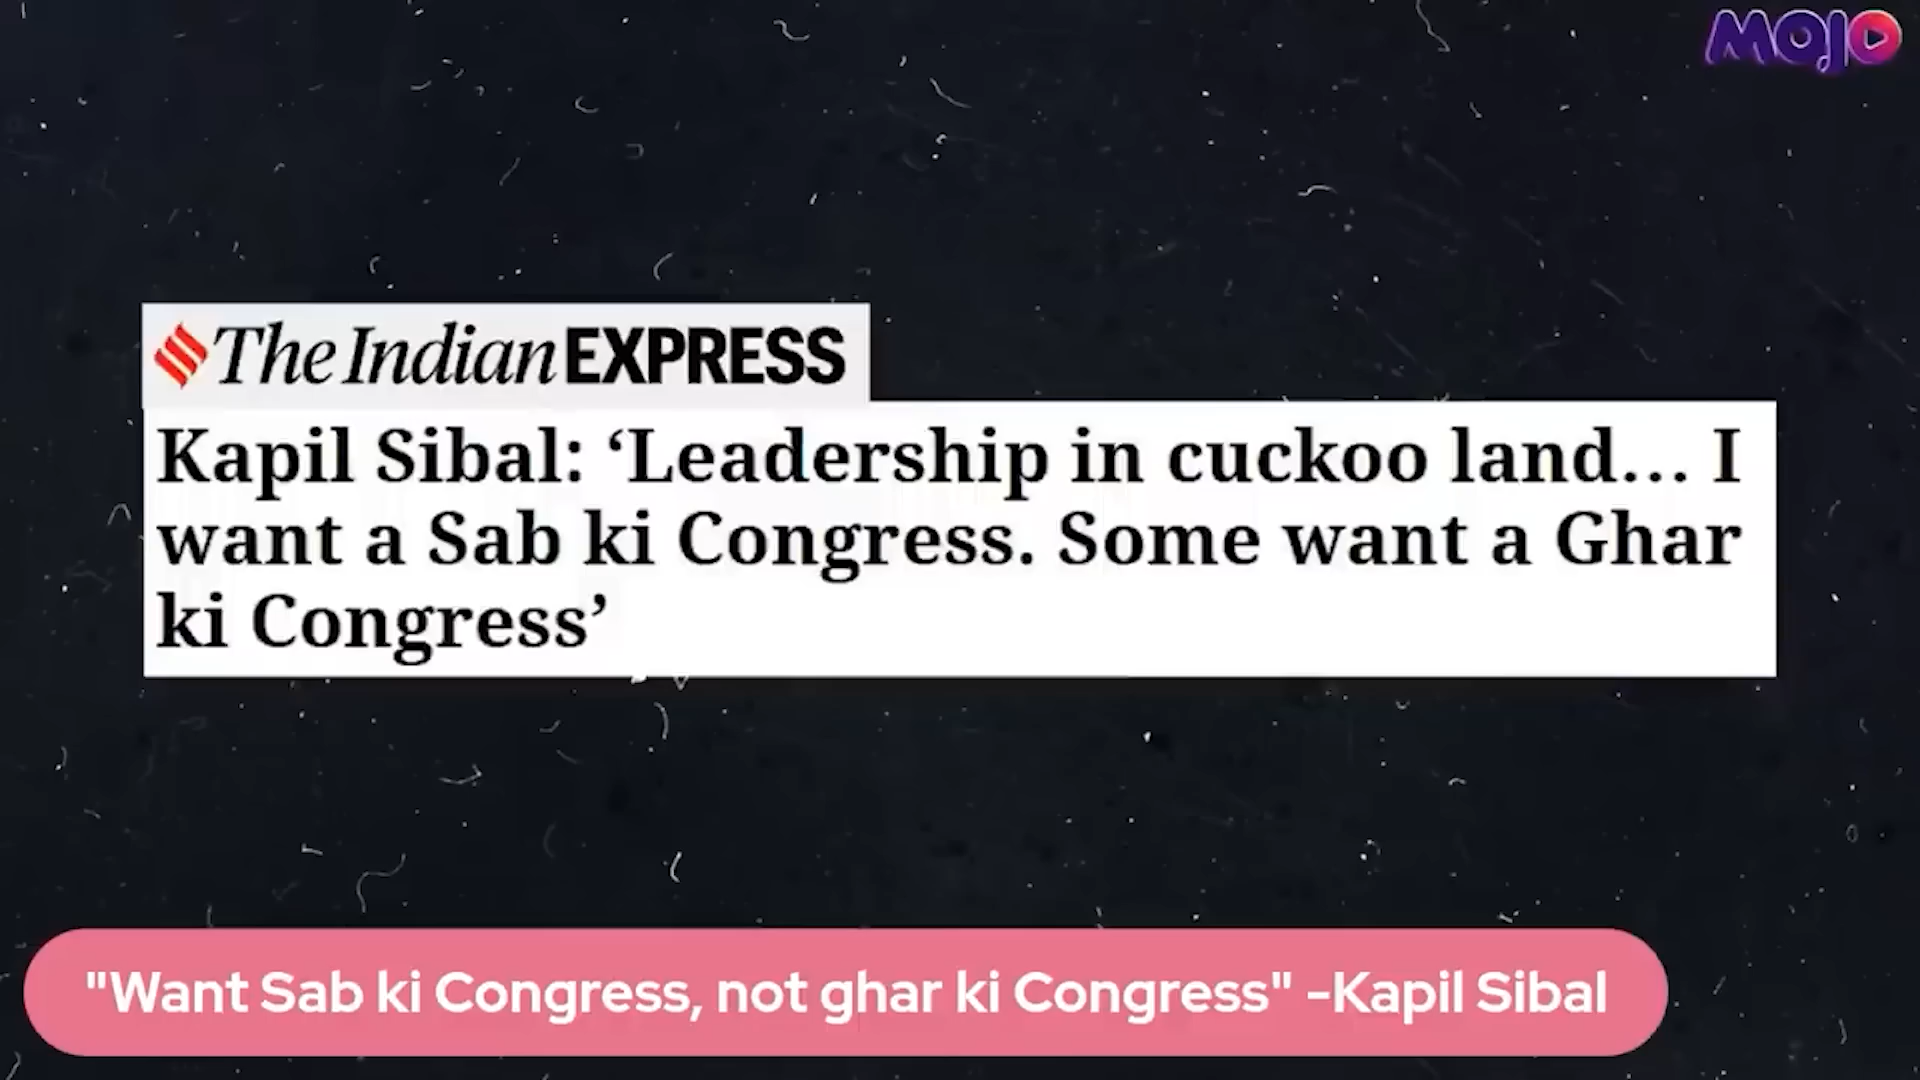 MOJO
The Indian EXPRESS
Kapil Sibal: ‘Leadership in cuckoo land... I
want a Sab ki Congress. Some want a Ghar
ki Congress’
"Want Sab ki Congress, not ghar ki Congress" -Kapil Sibal